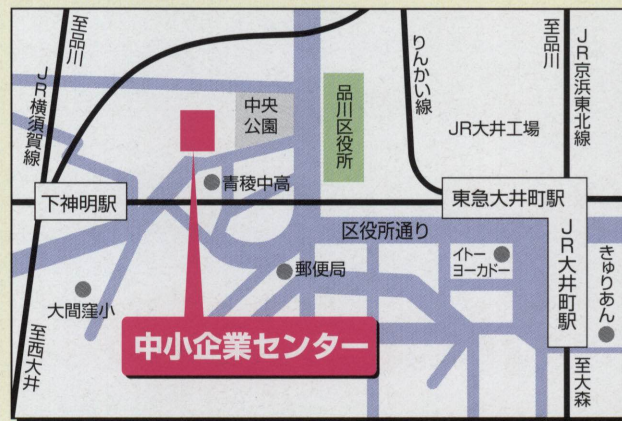 至品川
JR横須賀線
中央
公園
品川区役所
りんかい線
至品川
JR京浜東北線
JR大井工場
青稜中高
下神明駅
東急大井町駅
区役所通り
JR大井町駅
イトー
ヨーカドー
きゅりあん
郵便局
大間窪小
中小企業センター
至西大井
至大森